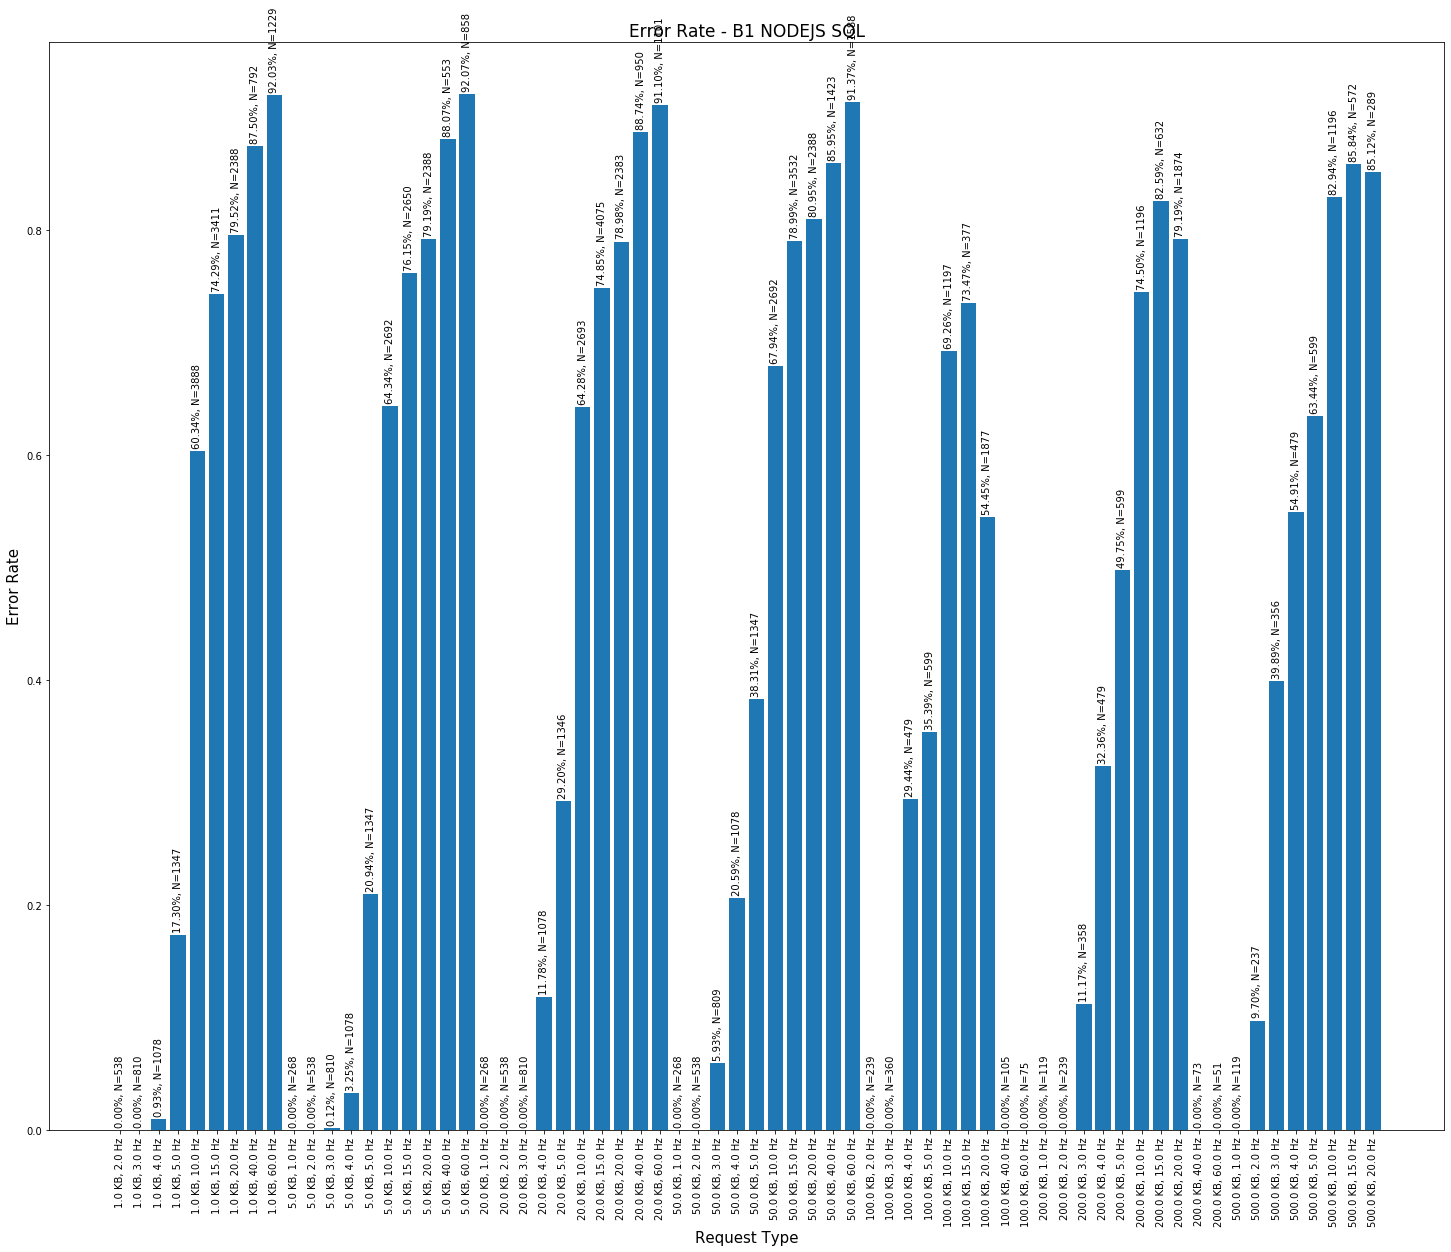 Error Rate - B1 NODEJS SQL
Error Rate
0.8
0.6
0.4
0.2
0.0
0.00%, N=538
0.00%, N=810
0.93%, N=1078
17.30%, N=1347
60.34%, N=3888
74.29%, N=3411
79.52%, N=2388
87.50%, N=792
92.03%, N=1229
0.00%, N=268
0.00%, N=538
0.12%, N=810
3.25%, N=1078
20.94%, N=1347
64.34%, N=2692
76.15%, N=2650
79.19%, N=2388
88.07%, N=553
92.07%, N=858
0.00%, N=268
0.00%, N=538
0.00%, N=810
11.78%, N=1078
29.20%, N=1346
64.28%, N=2693
74.85%, N=4075
78.98%, N=2383
88.74%, N=950
91.10%,
0.00%, N=268
0.00%, N=538
5.93%, N=809
20.59%, N=1078
38.31%, N=1347
67.94%, N=2692
78.99%, N=3532
80.95%, N=2388
85.95%, N=1423
91.37%,
0.00%, N=239
0.00%, N=360
29.44%, N=479
35.39%, N=599
69.26%, N=1197
73.47%, N=377
54.45%, N=1877
0.00%, N=105
0.00%, N=75
0.00%, N=119
0.00%, N=239
11.17%, N=358
32.36%, N=479
49.75%, N=599
74.50%, N=1196
82.59%, N=632
79.19%, N=1874
0.00%, N=73
0.00%, N=51
0.00%, N=119
9.70%, N=237
39.89%, N=356
54.91%, N=479
63.44%, N=599
82.94%, N=1196
85.84%, N=572
85.12%, N=289
1.0 KB, 2.0 Hz
1.0 KB, 3.0 Hz
1.0 KB, 4.0 Hz
1.0 KB, 5.0 Hz
1.0 KB, 10.0 Hz
1.0 KB, 15.0 Hz
1.0 KB, 20.0 Hz
1.0 KB, 40.0 Hz
1.0 KB, 60.0 Hz
5.0 KB, 1.0 Hz
5.0 KB, 2.0 Hz
5.0 KB, 3.0 Hz
5.0 KB, 4.0 Hz
5.0 KB, 5.0 Hz
5.0 KB, 10.0 Hz
5.0 KB, 15.0 Hz
5.0 KB, 20.0 Hz
5.0 KB, 40.0 Hz
5.0 KB, 60.0 Hz
20.0 KB, 1.0 Hz
20.0 KB, 2.0 Hz
20.0 KB, 3.0 Hz
20.0 KB, 4.0 Hz
20.0 KB, 5.0 Hz
20.0 KB, 10.0 Hz
20.0 KB, 15.0 Hz
20.0 KB, 20.0 Hz
20.0 KB, 40.0 Hz
20.0 KB, 60.0 Hz
50.0 KB, 1.0 Hz
50.0 KB, 2.0 Hz
50.0 KB, 3.0 Hz
50.0 KB, 4.0 Hz
50.0 KB, 5.0 Hz
50.0 KB, 10.0 Hz
50.0 KB, 15.0 Hz
50.0 KB, 20.0 Hz
50.0 KB, 40.0 Hz
50.0 KB, 60.0 Hz
100.0 KB, 2.0 Hz
100.0 KB, 3.0 Hz
100.0 KB, 4.0 Hz
100.0 KB, 5.0 Hz
100.0 KB, 10.0 Hz
100.0 KB, 15.0 Hz
100.0 KB, 20.0 Hz
100.0 KB, 40.0 Hz
100.0 KB, 60.0 Hz
200.0 KB, 1.0 Hz
200.0 KB, 2.0 Hz
200.0 KB, 3.0 Hz
200.0 KB, 4.0 Hz
200.0 KB, 5.0 Hz
200.0 KB, 10.0 Hz
200.0 KB, 15.0 Hz
200.0 KB, 20.0 Hz
200.0 KB, 40.0 Hz
200.0 KB, 60.0 Hz
500.0 KB, 1.0 Hz
500.0 KB, 2.0 Hz
500.0 KB, 3.0 Hz
500.0 KB, 4.0 Hz
500.0 KB, 5.0 Hz
500.0 KB, 10.0 Hz
500.0 KB, 15.0 Hz
500.0 KB, 20.0 Hz
Request Type